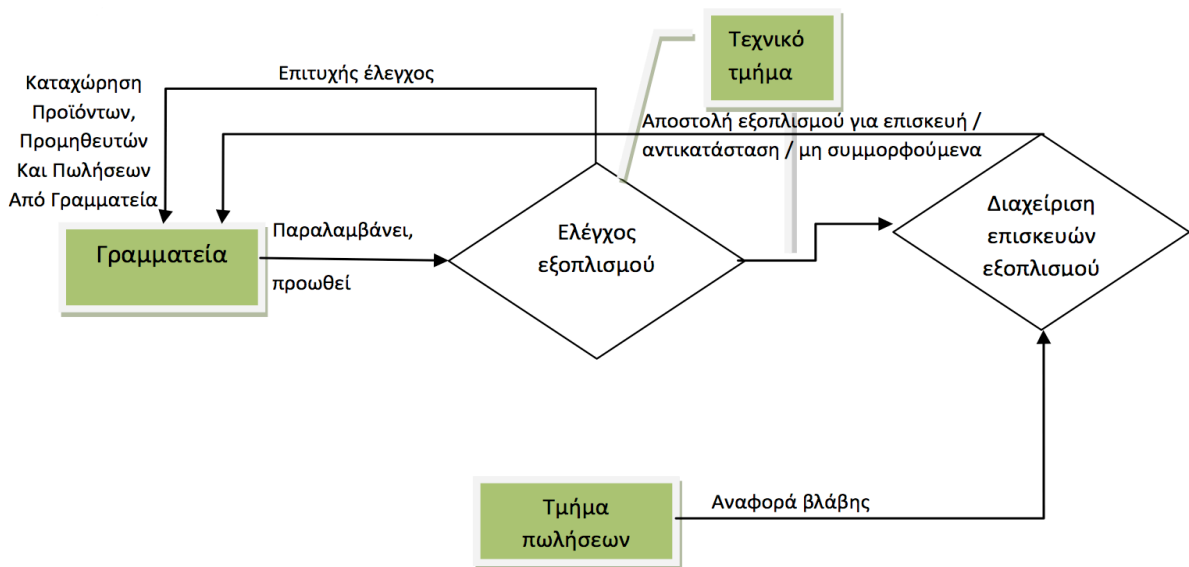 Τεχνικό
τμήμα
Επιτυχής έλεγχος
Καταχώρηση
Προϊόντων,
Προμηθευτών
Και Πωλήσεων
Από Γραμματεία
Αποστολή εξοπλισμού για επισκευή /
αντικατάσταση / μη συμμορφούμενα
Γραμματεία
Παραλαμβάνει,
προωθεί
Ελέγχος
εξοπλισμού
Διαχείριση
επισκευών
εξοπλισμού
Τμήμα
πωλήσεων
Αναφορά βλάβης